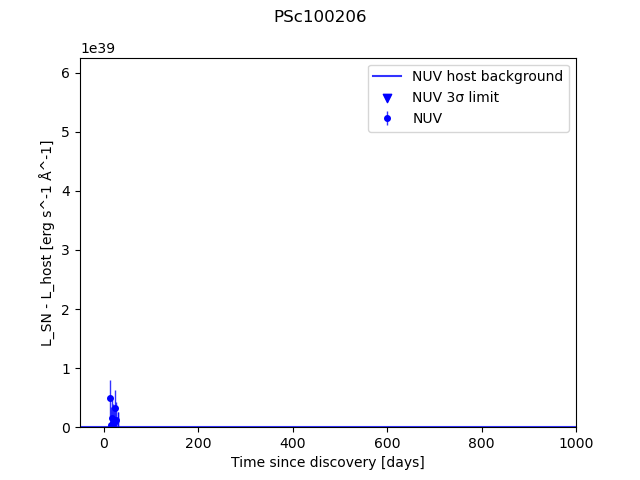 PSc100206
1e39
NUV host background
NUV 3σ limit
NUV
6
5
4
3
2
1
0
L_SN - L_host [erg s^-1 Å^-1]
0 200 400 600 800 1000
Time since discovery [days]